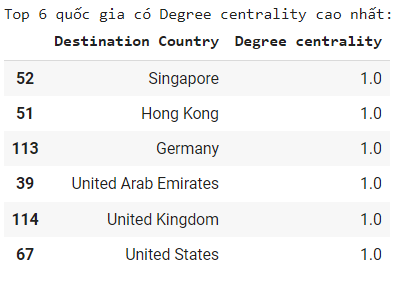 Top 6 quốc gia có Degree centrality cao nhất:
Destination Country Degree centrality
52 Singapore 1.0
51 Hong Kong 1.0
113 Germany 1.0
39 United Arab Emirates 1.0
114 United Kingdom 1.0
67 United States 1.0